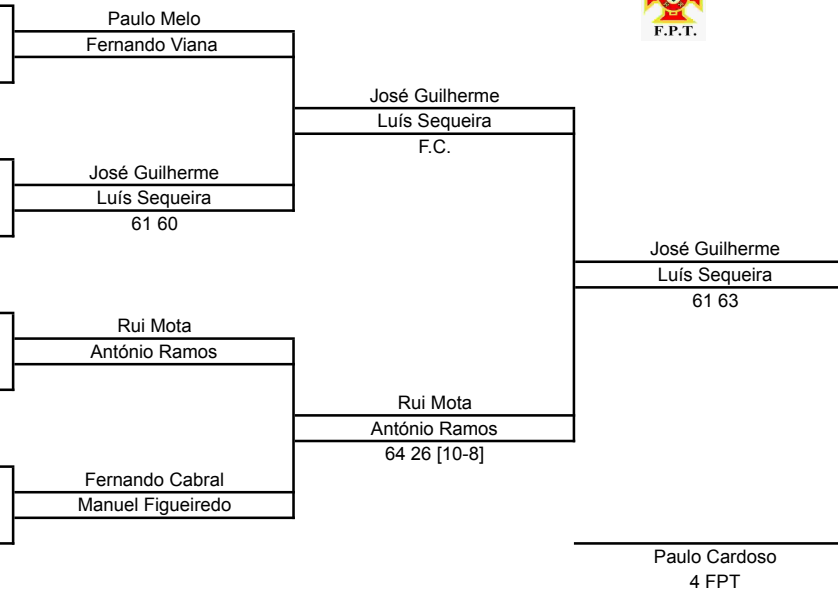 Paulo Melo
Fernando Viana
F.P.T.
José Guilherme
Luís Sequeira
F.C.
José Guilherme
Luís Sequeira
61 60
José Guilherme
Luís Sequeira
61 63
Rui Mota
António Ramos
Rui Mota
António Ramos
64 26 [10-8]
Fernando Cabral
Manuel Figueiredo
Paulo Cardoso
4 FPT